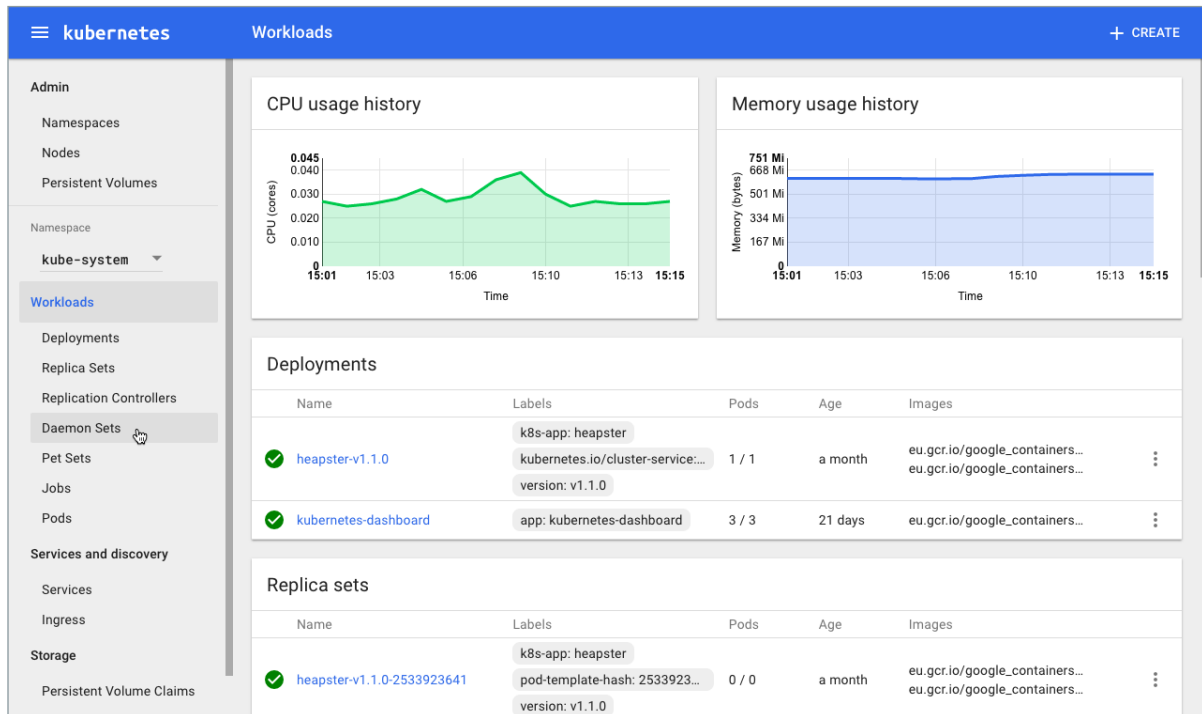 kubernetes
Workloads
+ CREATE
Admin
Namespaces
Nodes
Persistent Volumes
Namespace
kube-system
Workloads
Deployments
Replica Sets
Replication Controllers
Daemon Sets
Pet Sets
Jobs
Pods
Services and discovery
Services
Ingress
Storage
Persistent Volume Claims
CPU usage history
CPU (cores)
0.045
0.040
0.030
0.020
0.010
0
15:01 15:03 15:06 15:10 15:13 15:15
Time
Memory usage history
Memory (bytes)
751 Mi
668 Mi
501 Mi
334 Mi
167 Mi
0
15:01 15:03 15:06 15:10 15:13 15:15
Time
Deployments
Name Labels Pods Age Images
heapster-v1.1.0
k8s-app: heapster
kubernetes.io/cluster-service:...
version: v1.1.0
1 / 1
a month
eu.gcr.io/google_containers...
eu.gcr.io/google_containers...
kubernetes-dashboard
app: kubernetes-dashboard
3 / 3
21 days
eu.gcr.io/google_containers...
Replica sets
Name Labels Pods Age Images
heapster-v1.1.0-2533923641
k8s-app: heapster
pod-template-hash: 2533923...
version: v1.1.0
0 / 0
a month
eu.gcr.io/google_containers...
eu.gcr.io/google_containers...